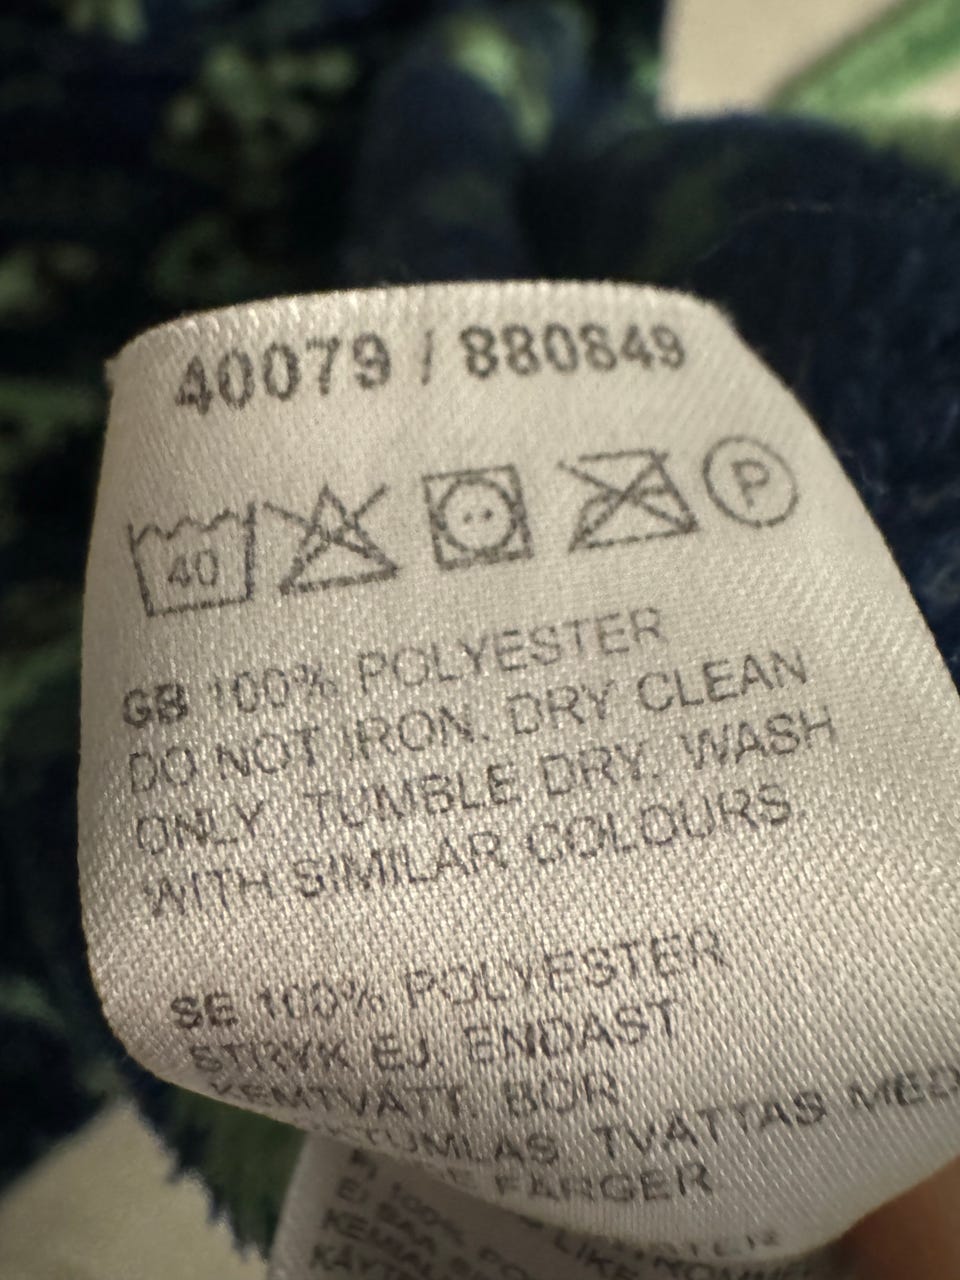 40079 / 880849
40 P
GB 100% POLYESTER
DO NOT IRON. DRY CLEAN
ONLY. TUMBLE DRY. WASH
WITH SIMILAR COLOURS.
SE 100% POLYESTER
STRYK EJ. ENDAST
KEMTVÄTT. BÖR
TVÄTTAS MED
FÄRGER
100%